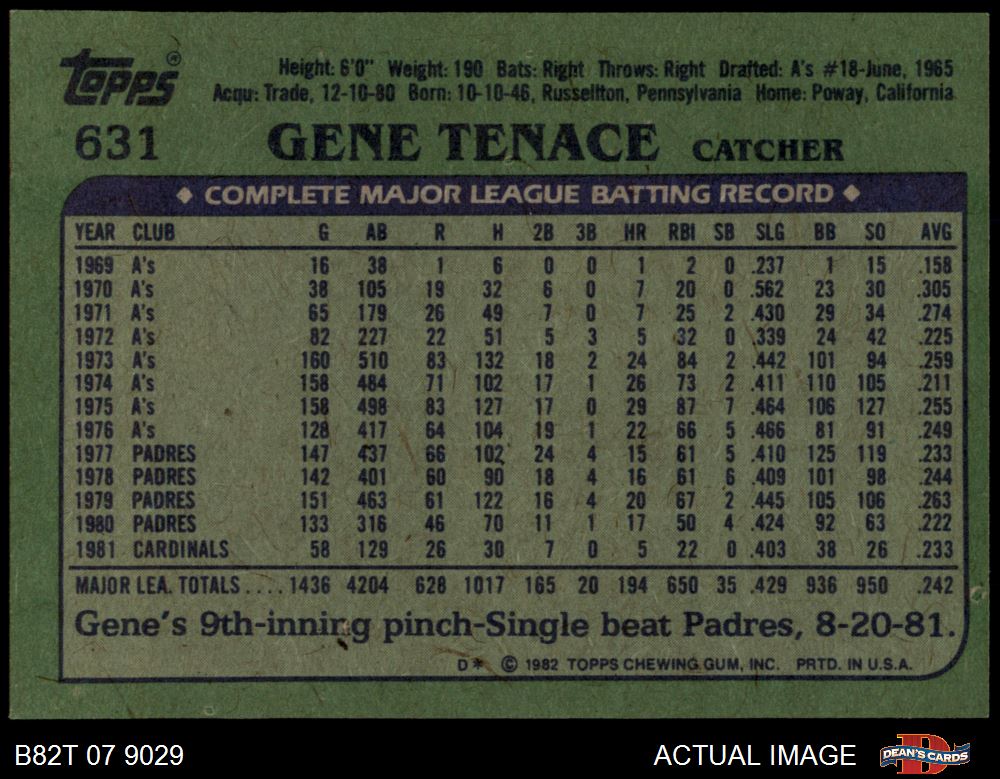 Topps®
Height: 6'0" Weight: 190 Bats: Right Throws: Right Drafted: A's #18-June, 1965
Acqu: Trade, 12-10-80 Born: 10-10-46, Russellton, Pennsylvania Home: Poway, California
631 GENE TENACE CATCHER
◆ COMPLETE MAJOR LEAGUE BATTING RECORD ◆
YEAR CLUB G AB R H 2B 3B HR RBI SB SLG BB SO AVG
1969 A's 16 38 1 6 0 0 1 2 0 .237 1 15 .158
1970 A's 38 105 19 32 6 0 7 20 0 .562 23 30 .305
1971 A's 65 179 26 49 7 0 7 25 2 .430 29 34 .274
1972 A's 82 227 22 51 5 3 5 32 0 .339 24 42 .225
1973 A's 160 510 83 132 18 2 24 84 2 .442 101 94 .259
1974 A's 158 484 71 102 17 1 26 73 2 .411 110 105 .211
1975 A's 158 498 83 127 17 0 29 87 7 .464 106 127 .255
1976 A's 128 417 64 104 19 1 22 66 5 .466 81 91 .249
1977 PADRES 147 437 66 102 24 4 15 61 5 .410 125 119 .233
1978 PADRES 142 401 60 90 18 4 16 61 6 .409 101 98 .244
1979 PADRES 151 463 61 122 16 4 20 67 2 .445 105 106 .263
1980 PADRES 133 316 46 70 11 1 17 50 4 .424 92 63 .222
1981 CARDINALS 58 129 26 30 7 0 5 22 0 .403 38 26 .233
MAJOR LEA. TOTALS.... 1436 4204 628 1017 165 20 194 650 35 .429 936 950 .242
Gene's 9th-inning pinch-Single beat Padres, 8-20-81.
D* © 1982 TOPPS CHEWING GUM, INC. PRTD. IN U.S.A.
B82T 07 9029 ACTUAL IMAGE D DEAN'S CARDS